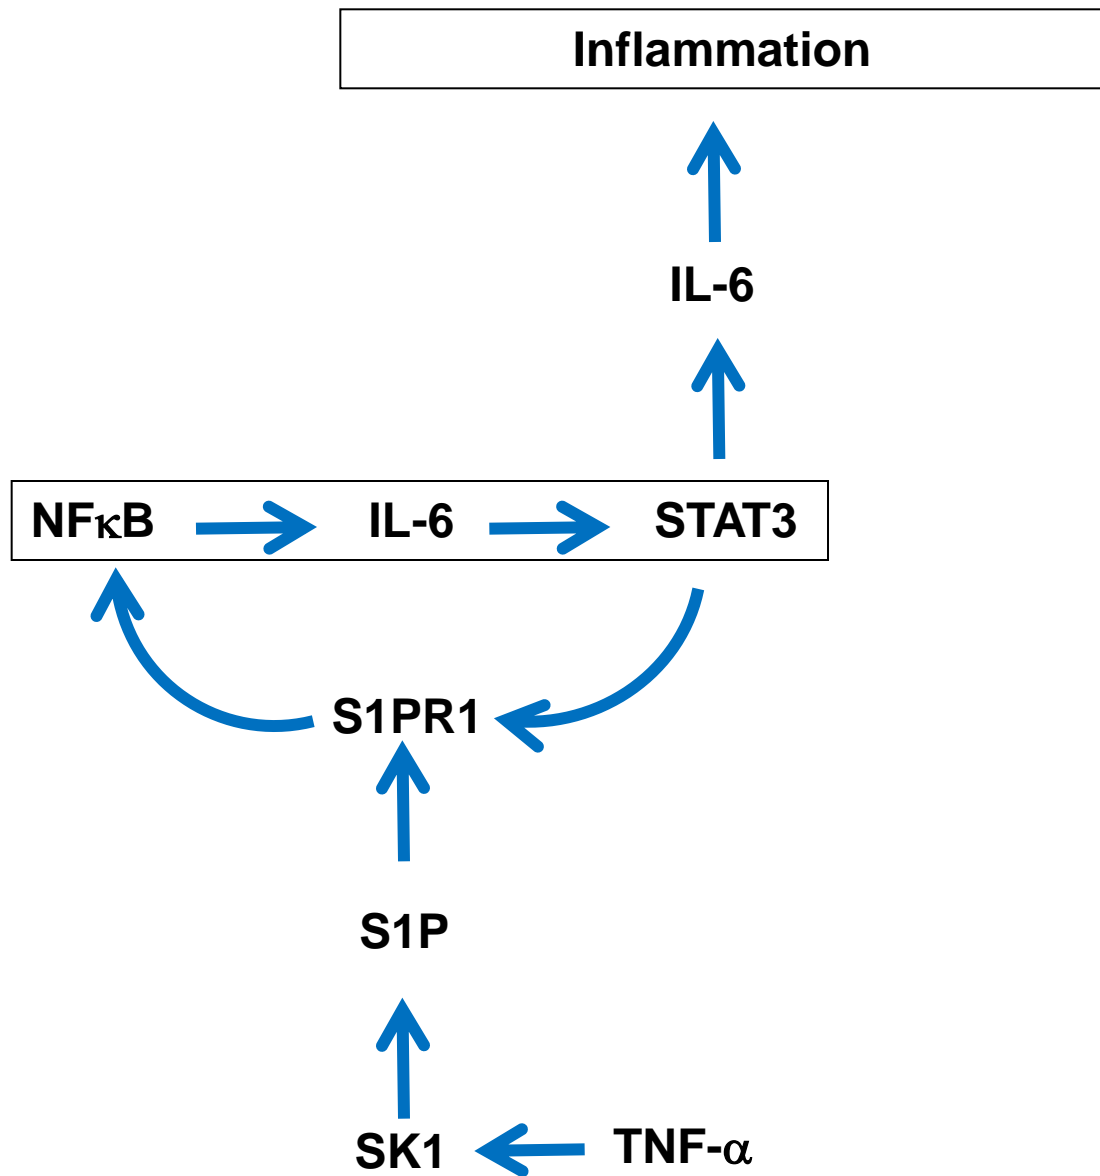 Inflammation
IL-6
NFκB IL-6 STAT3
S1PR1
S1P
SK1 TNF-α